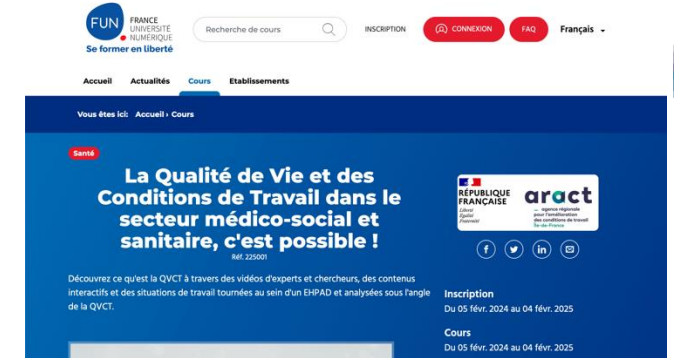 FUN FRANCE
UNIVERSITÉ
NUMÉRIQUE
Se former en liberté
Recherche de cours
INSCRIPTION
CONNEXION
FAQ
Français
Accueil Actualités Cours Etablissements
Vous êtes ici: Accueil › Cours
Santé
La Qualité de Vie et des
Conditions de Travail dans le
secteur médico-social et
sanitaire, c'est possible !
Réf. 225001
Découvrez ce qu'est la QVCT à travers des vidéos d'experts et chercheurs, des contenus
interactifs et des situations de travail tournées au sein d'un EHPAD et analysées sous l'angle
de la QVCT.
RÉPUBLIQUE
FRANÇAISE
Liberté
Égalité
Fraternité
aract
agence régionale
pour l'amélioration
des conditions de travail
Île-de-France
Inscription
Du 05 févr. 2024 au 04 févr. 2025
Cours
Du 05 févr. 2024 au 04 févr. 2025